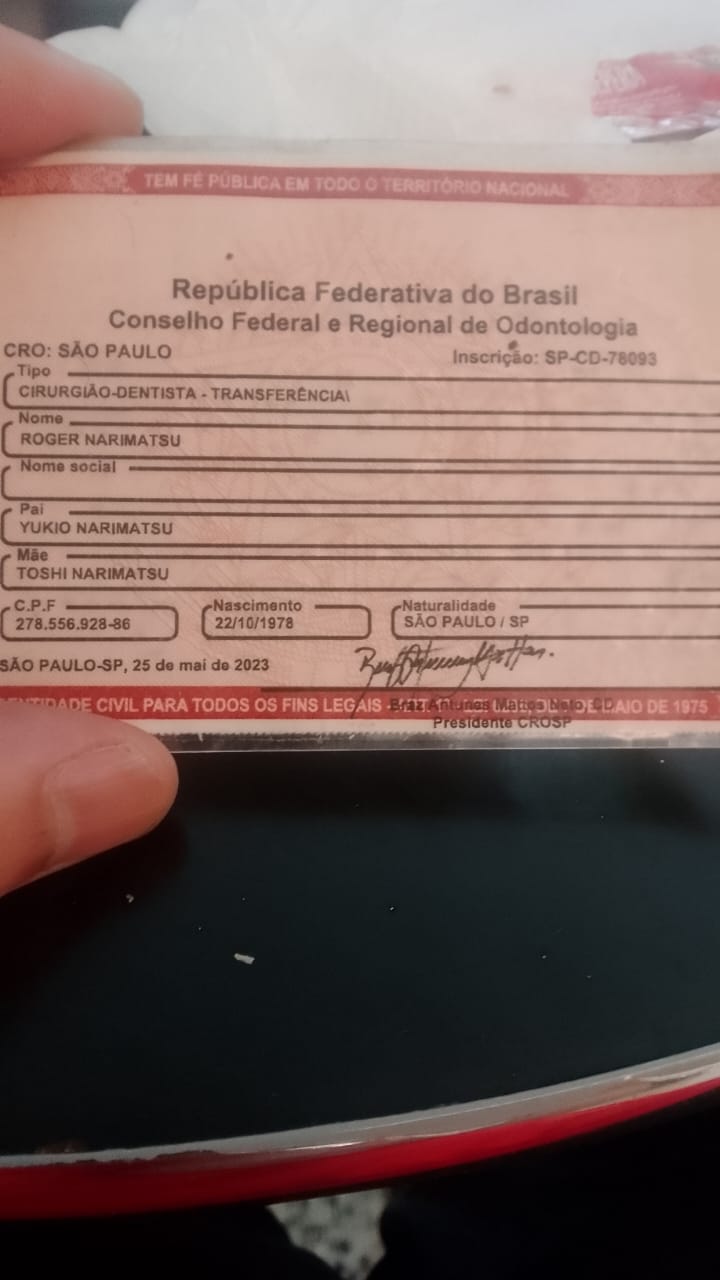 TEM FÉ PÚBLICA EM TODO O TERRITÓRIO NACIONAL
República Federativa do Brasil
Conselho Federal e Regional de Odontologia
CRO: SÃO PAULO Inscrição: SP-CD-78093
Tipo
CIRURGIÃO-DENTISTA - TRANSFERÊNCIA\
Nome
ROGER NARIMATSU
Nome social
Pai
YUKIO NARIMATSU
Mãe
TOSHI NARIMATSU
C.P.F Nascimento Naturalidade
278.556.928-86 22/10/1978 SÃO PAULO / SP
SÃO PAULO-SP, 25 de mai de 2023
CIVIL PARA TODOS OS FINS LEGAIS - DE MAIO DE 1975
Braz Antunes Mattos Neto, CD
Presidente CROSP